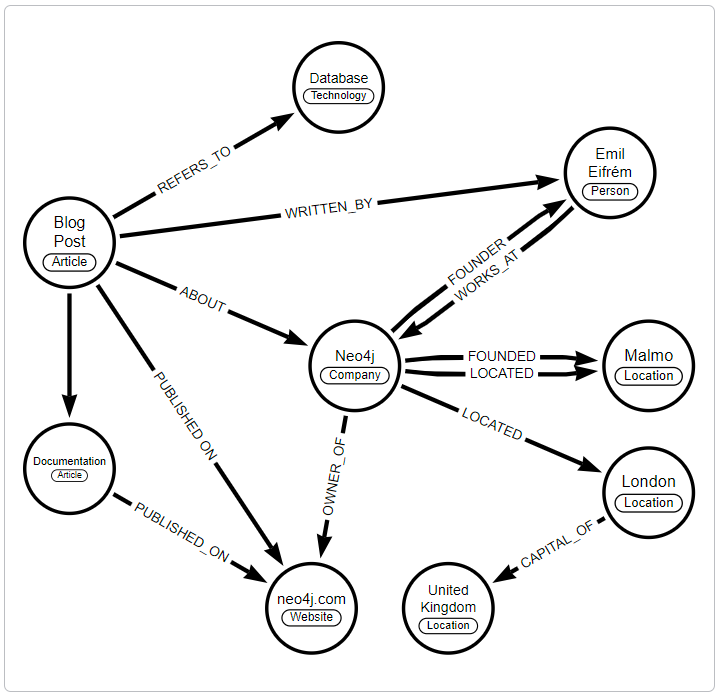 Database
Technology
REFERS_TO
Emil
Eifrém
Person
WRITTEN_BY
Blog
Post
Article
FOUNDER
WORKS_AT
ABOUT
Neo4j
Company
FOUNDED
LOCATED
Malmo
Location
PUBLISHED ON
LOCATED
OWNER_OF
Documentation
Article
London
Location
PUBLISHED_ON
CAPITAL_OF
neo4j.com
Website
United
Kingdom
Location